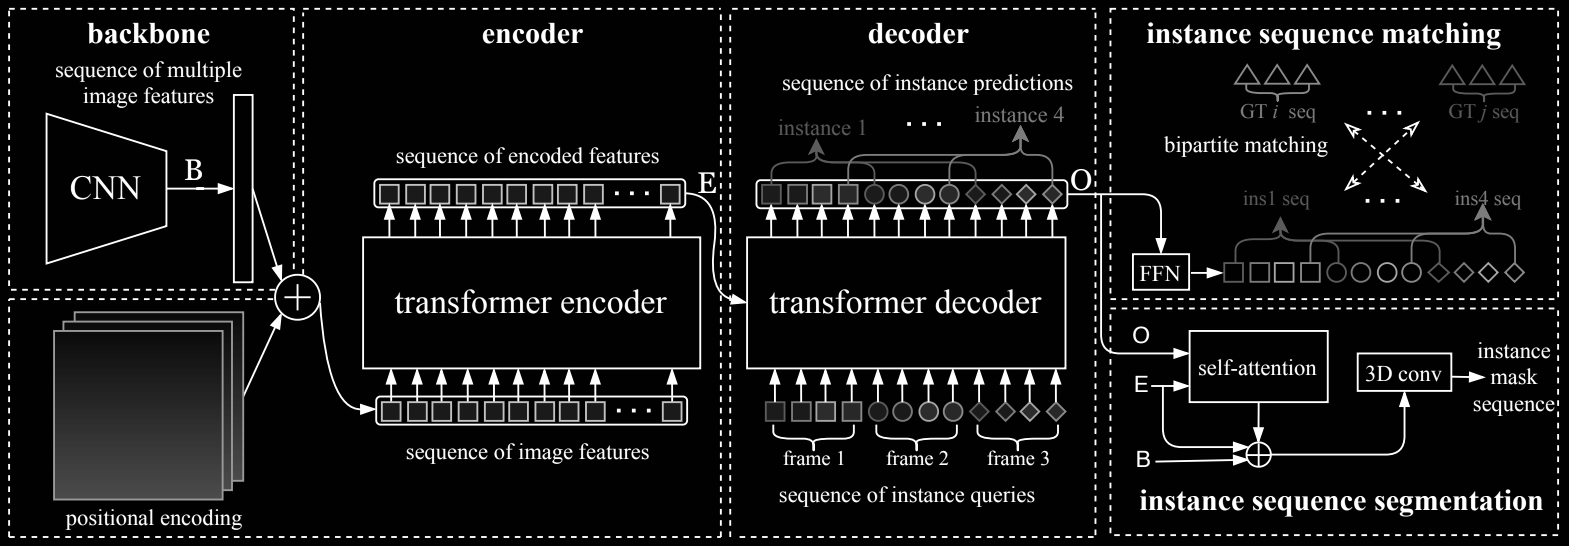 backbone
sequence of multiple
image features
CNN
B
positional encoding
encoder
sequence of encoded features
E
transformer encoder
sequence of image features
decoder
sequence of instance predictions
instance 1
...
instance 4
O
transformer decoder
frame 1
frame 2
frame 3
sequence of instance queries
instance sequence matching
GT i seq
...
GT j seq
bipartite matching
ins1 seq
...
ins4 seq
FFN
O
self-attention
E
B
3D conv
instance
mask
sequence
instance sequence segmentation